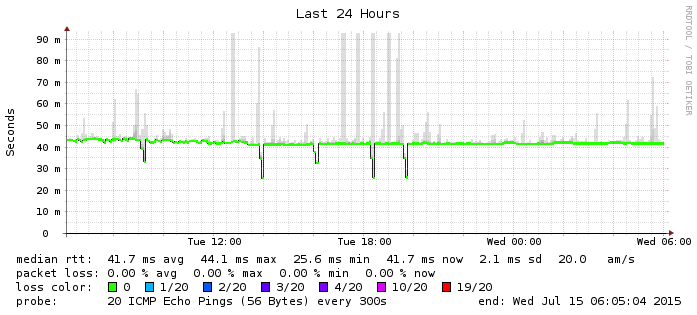 Last 24 Hours
RRDTOOL / TOBI OETIKER
Seconds
90 m
80 m
70 m
60 m
50 m
40 m
30 m
20 m
10 m
0
Tue 12:00 Tue 18:00 Wed 00:00 Wed 06:00
median rtt: 41.7 ms avg 44.1 ms max 25.6 ms min 41.7 ms now 2.1 ms sd 20.0 am/s
packet loss: 0.00 % avg 0.00 % max 0.00 % min 0.00 % now
loss color: 0 1/20 2/20 3/20 4/20 10/20 19/20
probe: 20 ICMP Echo Pings (56 Bytes) every 300s end: Wed Jul 15 06:05:04 2015